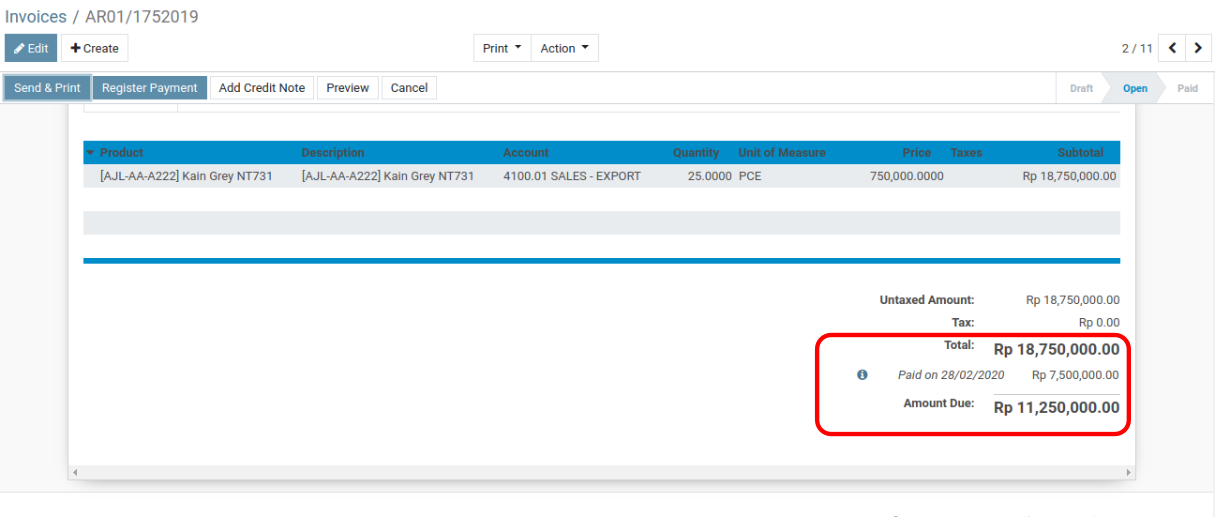 Invoices / AR01/1752019
Edit + Create Print Action 2 / 11
Send & Print Register Payment Add Credit Note Preview Cancel Draft Open Paid
Product Description Account Quantity Unit of Measure Price Taxes Subtotal
[AJL-AA-A222] Kain Grey NT731 [AJL-AA-A222] Kain Grey NT731 4100.01 SALES - EXPORT 25.0000 PCE 750,000.0000 Rp 18,750,000.00
Untaxed Amount: Rp 18,750,000.00
Tax: Rp 0.00
Total: Rp 18,750,000.00
Paid on 28/02/2020 Rp 7,500,000.00
Amount Due: Rp 11,250,000.00